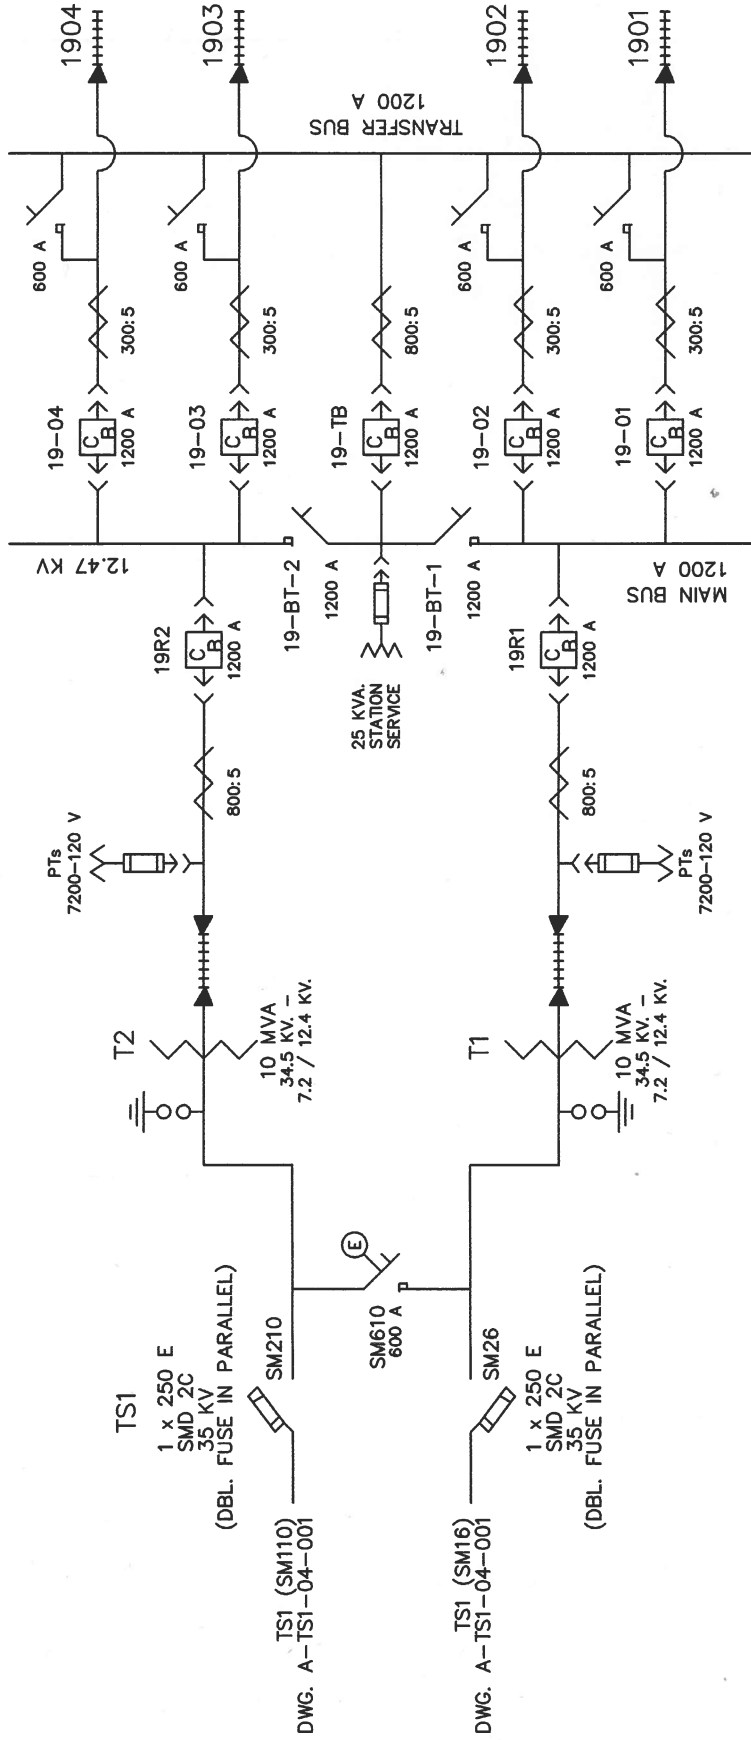 TS1 (SM110)
DWG. A-TS1-04-001
TS1
1 x 250 E
SMD 2C
35 KV
(DBL. FUSE IN PARALLEL)
SM210
SM610
600 A
E
TS1 (SM16)
DWG. A-TS1-04-001
SM26
1 x 250 E
SMD 2C
35 KV
(DBL. FUSE IN PARALLEL)
T2
10 MVA
34.5 KV. -
7.2 / 12.4 KV.
T1
10 MVA
34.5 KV. -
7.2 / 12.4 KV.
PTs
7200-120 V
800:5
PTs
7200-120 V
800:5
19R2
C
R
1200 A
19R1
C
R
1200 A
25 KVA.
STATION
SERVICE
12.47 KV
19-BT-2
1200 A
19-BT-1
1200 A
MAIN BUS
1200 A
19-04
C
R
1200 A
300:5
600 A
1904
19-03
C
R
1200 A
300:5
600 A
1903
19-TB
C
R
1200 A
800:5
TRANSFER BUS
1200 A
19-02
C
R
1200 A
300:5
600 A
1902
19-01
C
R
1200 A
300:5
600 A
1901